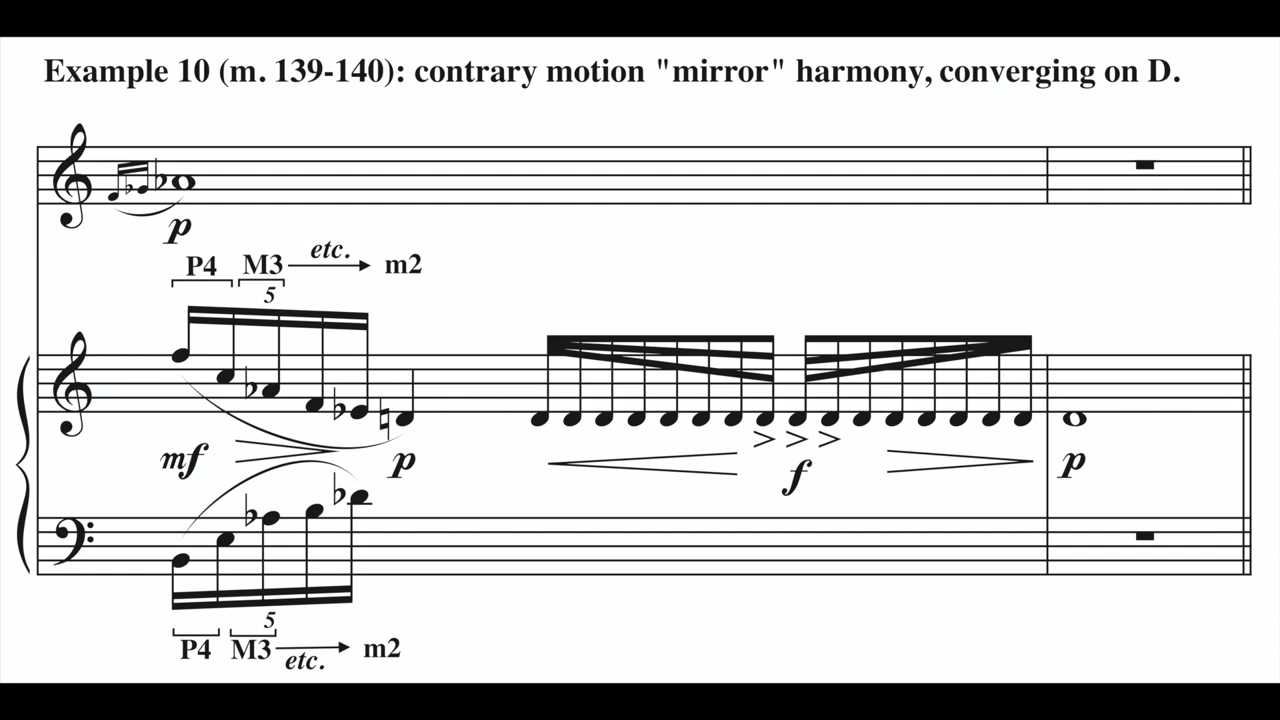 Example 10 (m. 139-140): contrary motion "mirror" harmony, converging on D.
p
P4 M3 etc. m2
5
mf p f p
5
P4 M3 etc. m2